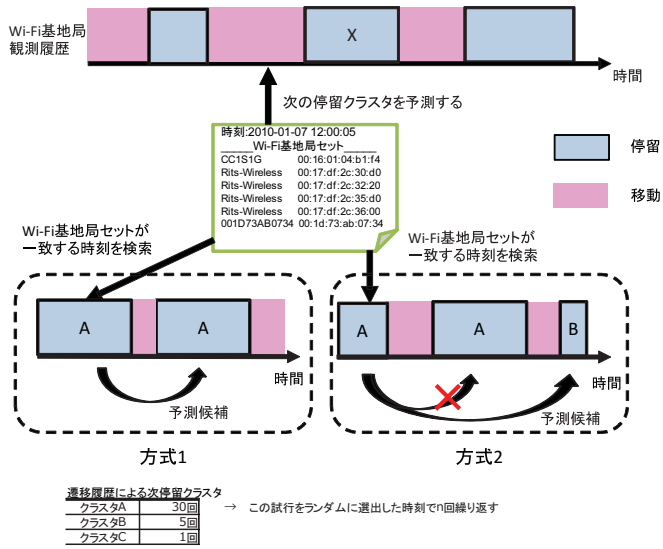 Wi-Fi基地局
観測履歴
X
時間
次の停留クラスタを予測する
時刻:2010-01-07 12:00:05
_____Wi-Fi基地局セット_____
CC1S1G 00:16:01:04:b1:f4
Rits-Wireless 00:17:df:2c:30:d0
Rits-Wireless 00:17:df:2c:32:20
Rits-Wireless 00:17:df:2c:35:d0
Rits-Wireless 00:17:df:2c:36:00
001D73AB0734 00:1d:73:ab:07:34
停留
移動
Wi-Fi基地局セットが
一致する時刻を検索
Wi-Fi基地局セットが
一致する時刻を検索
A
A
時間
予測候補
方式1
A
A
B
時間
予測候補
方式2
遷移履歴による次停留クラスタ
クラスタA 30回
クラスタB 5回
クラスタC 1回
→ この試行をランダムに選出した時刻でn回繰り返す